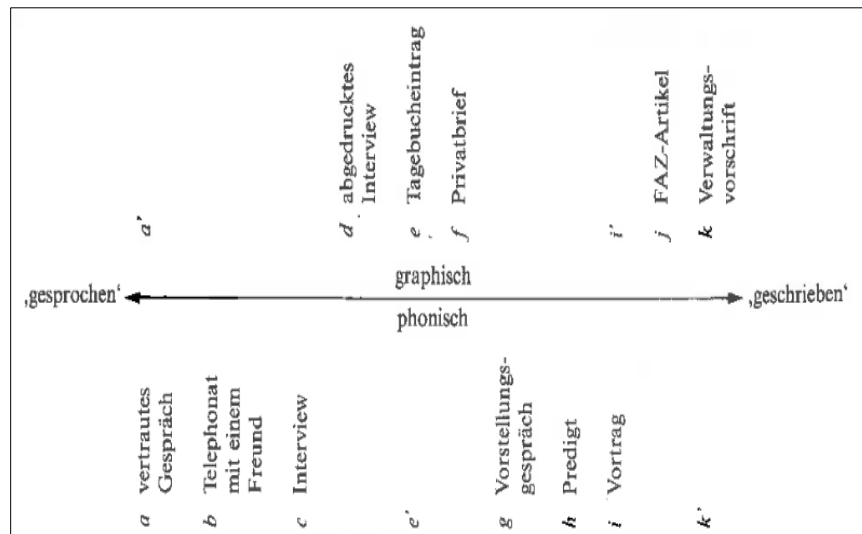 a'
d abgedrucktes
Interview
e Tagebucheintrag
f Privatbrief
i'
j FAZ-Artikel
k Verwaltungs-
vorschrift
graphisch
‚gesprochen‘
‚geschrieben‘
phonisch
a vertrautes
Gespräch
b Telephonat
mit einem
Freund
c Interview
e'
g Vorstellungs-
gespräch
h Predigt
i Vortrag
k'